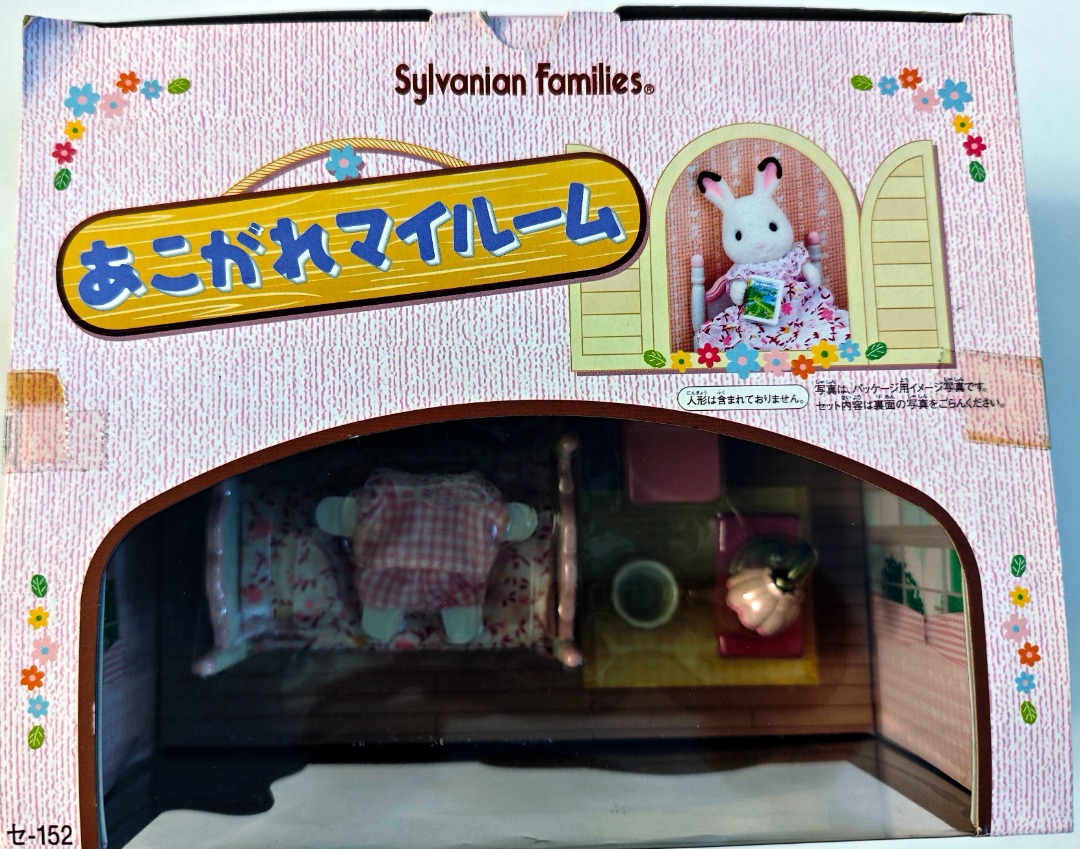 Sylvanian Families®
あこがれマイルーム
人形は含まれておりません。
写真は、パッケージ用イメージ写真です。
セット内容は裏面の写真をごらんください。
セ-152